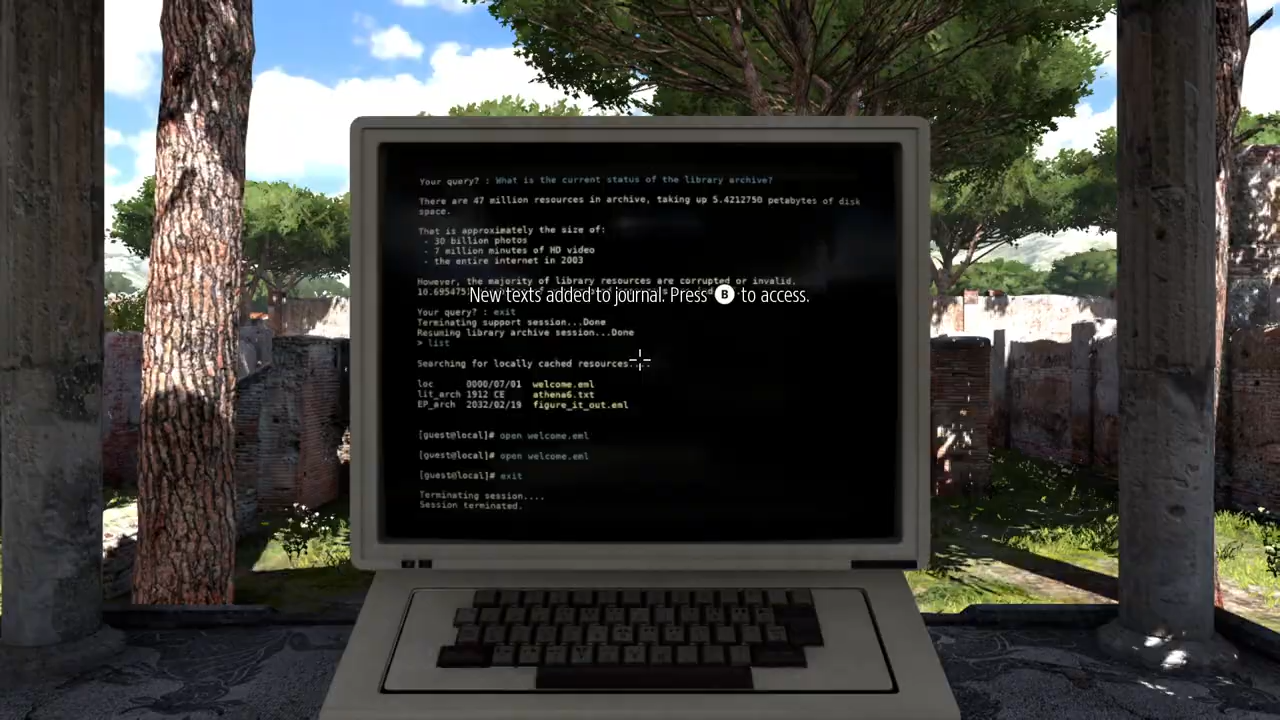 Your query? : What is the current status of the library archive?
There are 47 million resources in archive, taking up 5.4212750 petabytes of disk
space.
That is approximately the size of:
- 30 billion photos
- 7 million minutes of HD video
- the entire internet in 2003
However, the majority of library resources are corrupted or invalid.
New texts added to journal. Press B to access.
Your query? : exit
Terminating support session...Done
Resuming library archive session...Done
> list
Searching for locally cached resources...
loc 0000/07/01 welcome.eml
lit_arch 1912 CE athena6.txt
EP_arch 2032/02/19 figure_it_out.eml
[guest@local]# open welcome.eml
[guest@local]# open welcome.eml
[guest@local]# exit
Terminating session....
Session terminated.